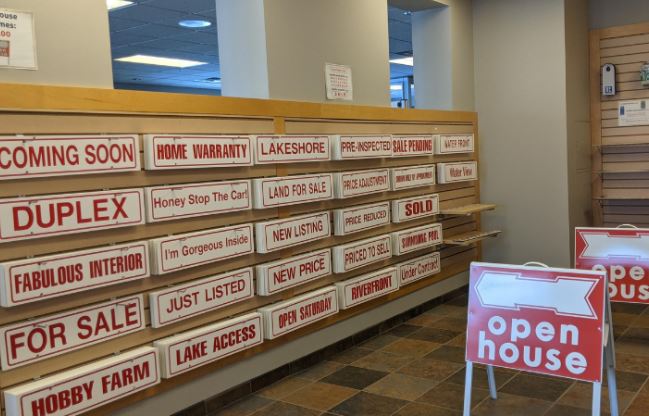 COMING SOON
DUPLEX
FABULOUS INTERIOR
FOR SALE
HOBBY FARM
HOME WARRANTY
Honey Stop The Car!
I'm Gorgeous Inside
JUST LISTED
LAKE ACCESS
LAKESHORE
LAND FOR SALE
NEW LISTING
NEW PRICE
OPEN SATURDAY
PRE-INSPECTED
PRICE ADJUSTMENT
PRICE REDUCED
PRICED TO SELL
RIVERFRONT
SALE PENDING
SOLD
SWIMMING POOL
Under Contract
WATER FRONT
Water View
open
house
open
house